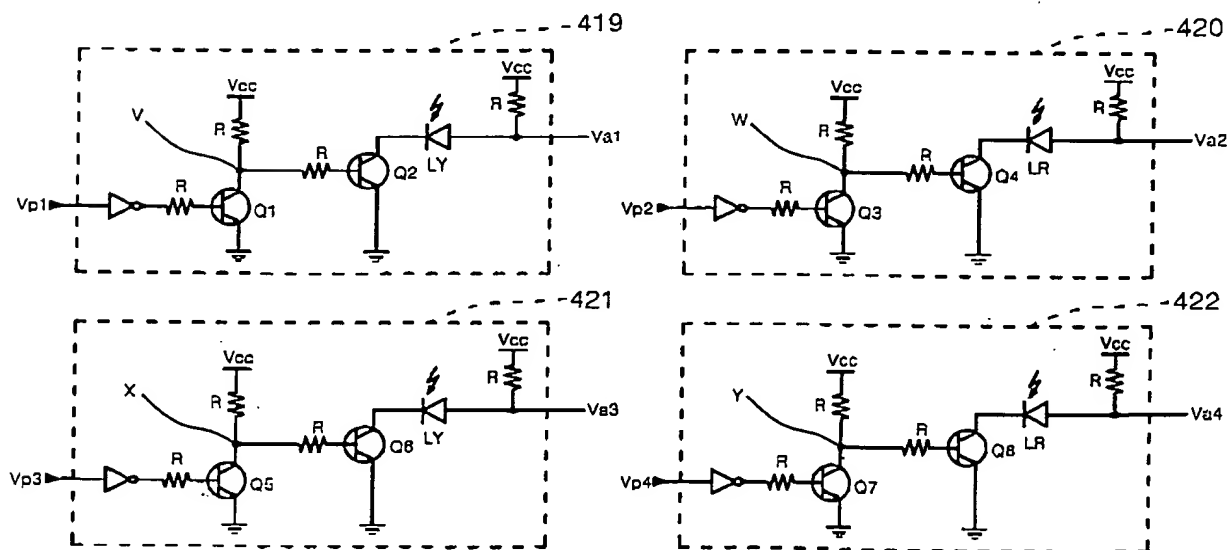 419
Vcc
Vcc
V
R
R
R
LY
Va1
Q2
R
Vp1
Q1
420
Vcc
Vcc
W
R
R
R
LR
Va2
Q4
R
Vp2
Q3
421
Vcc
Vcc
X
R
R
R
LY
Va3
Q6
R
Vp3
Q5
422
Vcc
Vcc
Y
R
R
R
LR
Va4
Q8
R
Vp4
Q7